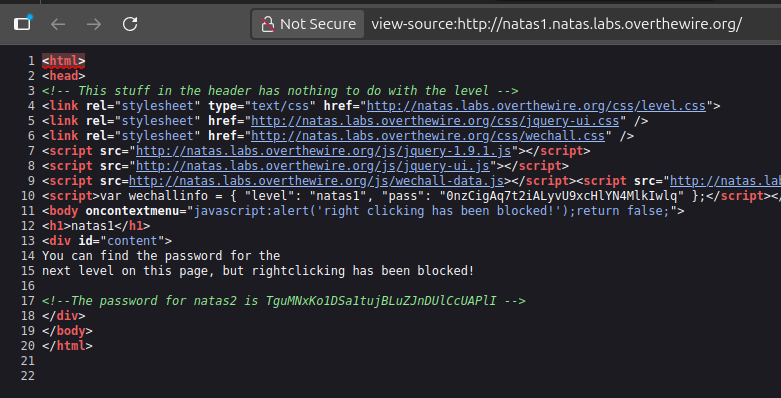 Not Secure view-source:http://natas1.natas.labs.overthewire.org/
1 <html>
2 <head>
3 <!-- This stuff in the header has nothing to do with the level -->
4 <link rel="stylesheet" type="text/css" href="http://natas.labs.overthewire.org/css/level.css">
5 <link rel="stylesheet" href="http://natas.labs.overthewire.org/css/jquery-ui.css" />
6 <link rel="stylesheet" href="http://natas.labs.overthewire.org/css/wechall.css" />
7 <script src="http://natas.labs.overthewire.org/js/jquery-1.9.1.js"></script>
8 <script src="http://natas.labs.overthewire.org/js/jquery-ui.js"></script>
9 <script src=http://natas.labs.overthewire.org/js/wechall-data.js></script><script src="http://natas.la
10 <script>var wechallinfo = { "level": "natas1", "pass": "0nzCigAq7t2iALyvU9xcHlYN4MlkIwlq" };</script></
11 <body oncontextmenu="javascript:alert('right clicking has been blocked!');return false;">
12 <h1>natas1</h1>
13 <div id="content">
14 You can find the password for the
15 next level on this page, but rightclicking has been blocked!
16
17 <!--The password for natas2 is TguMNxKo1DSa1tujBLuZJnDUlCcUAPlI -->
18 </div>
19 </body>
20 </html>
21
22